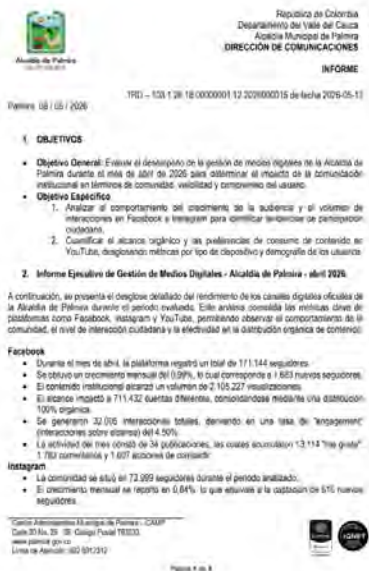 República de Colombia
Departamento del Valle del Cauca
Alcaldía Municipal de Palmira
DIRECCIÓN DE COMUNICACIONES
Alcaldía de Palmira
INFORME
Palmira, 08 / 05 / 2026
1. OBJETIVOS
• Objetivo General: Evaluar el desempeño de la gestión de medios digitales de la Alcaldía de
Palmira durante el mes de abril de 2026 para determinar el impacto de la comunicación
institucional en términos de comunidad, visibilidad y compromiso del usuario.
• Objetivo Específico
1. Analizar el comportamiento del crecimiento de la audiencia y el volumen de
interacciones en Facebook e Instagram para identificar tendencias de participación
ciudadana.
2. Cuantificar el alcance orgánico y las preferencias de consumo de contenido en
YouTube, desglosando métricas por tipo de dispositivo y demografía de los usuarios.
2. Informe Ejecutivo de Gestión de Medios Digitales - Alcaldía de Palmira - abril 2026.
A continuación, se presenta el desglose detallado del rendimiento de los canales digitales oficiales de
la Alcaldía de Palmira durante el periodo evaluado. Este análisis consolida las métricas clave de
plataformas como Facebook, Instagram y YouTube, permitiendo observar el comportamiento de la
comunidad, el nivel de interacción ciudadana y la efectividad en la distribución orgánica de contenido.
Facebook
• Durante el mes de abril, la plataforma registró un total de 171.144 seguidores.
• Se obtuvo un crecimiento mensual del 0,99%, lo cual corresponde a 1.683 nuevos seguidores.
• El contenido institucional alcanzó un volumen de 2.105.227 visualizaciones.
• El alcance impactó a 711.432 cuentas diferentes, consolidándose mediante una distribución
100% orgánica.
• Se generaron 32.006 interacciones totales, derivando en una tasa de "engagement"
(interacciones sobre alcance) del 4.50%.
• La actividad del mes constó de 34 publicaciones, las cuales acumularon 13.114 "me gusta",
1.783 comentarios y 1.607 acciones de compartir.
Instagram
• La comunidad se situó en 73.999 seguidores durante el periodo analizado.
• El crecimiento mensual se reportó en 0,84%, lo que equivale a la captación de 616 nuevos
seguidores.
Centro Administrativo Municipal de Palmira - CAMP
www.palmira.gov.co
IQNET